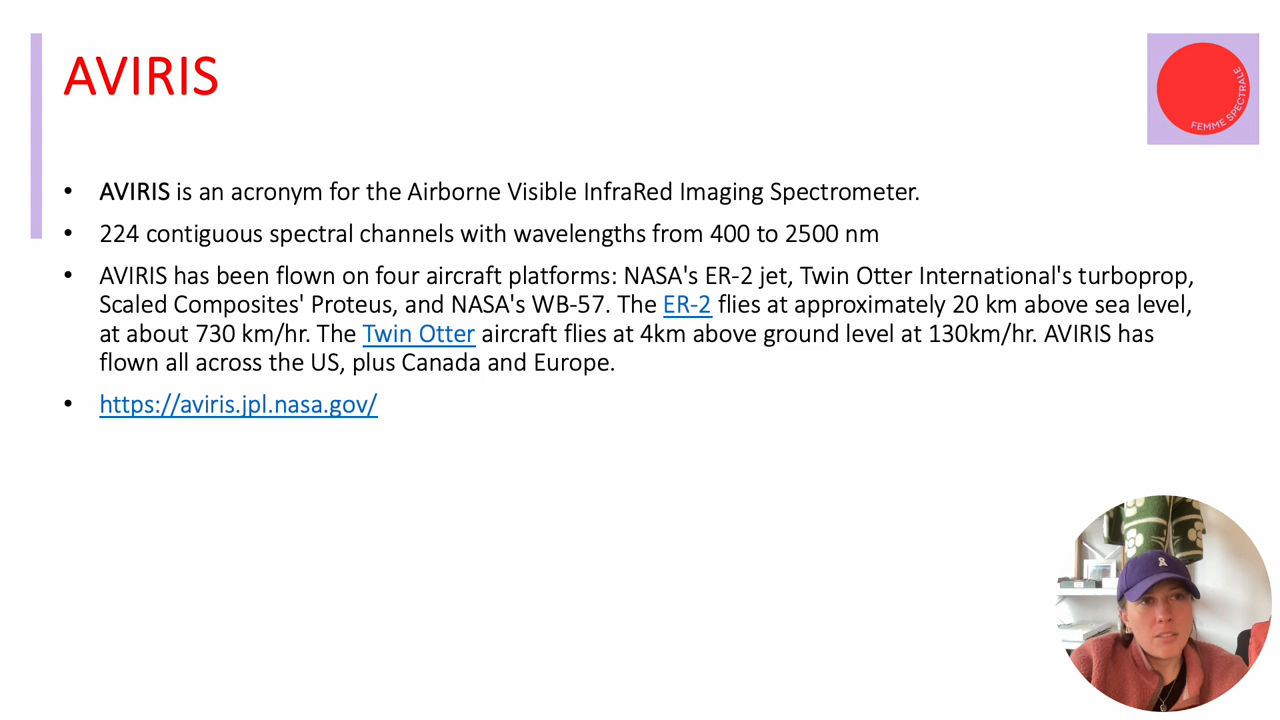 AVIRIS
FEMME SPECTRALE
• AVIRIS is an acronym for the Airborne Visible InfraRed Imaging Spectrometer.
• 224 contiguous spectral channels with wavelengths from 400 to 2500 nm
• AVIRIS has been flown on four aircraft platforms: NASA's ER-2 jet, Twin Otter International's turboprop,
Scaled Composites' Proteus, and NASA's WB-57. The ER-2 flies at approximately 20 km above sea level,
at about 730 km/hr. The Twin Otter aircraft flies at 4km above ground level at 130km/hr. AVIRIS has
flown all across the US, plus Canada and Europe.
• https://aviris.jpl.nasa.gov/